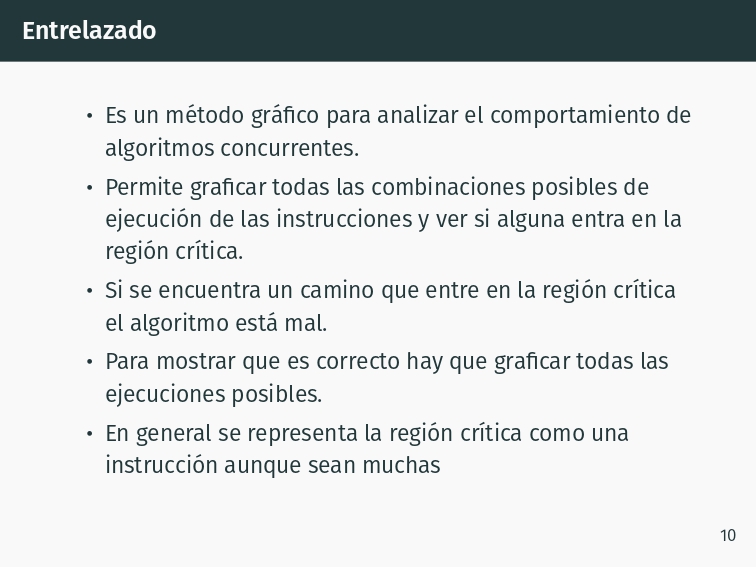 Entrelazado
• Es un método gráfico para analizar el comportamiento de
algoritmos concurrentes.
• Permite graficar todas las combinaciones posibles de
ejecución de las instrucciones y ver si alguna entra en la
región crítica.
• Si se encuentra un camino que entre en la región crítica
el algoritmo está mal.
• Para mostrar que es correcto hay que graficar todas las
ejecuciones posibles.
• En general se representa la región crítica como una
instrucción aunque sean muchas
10